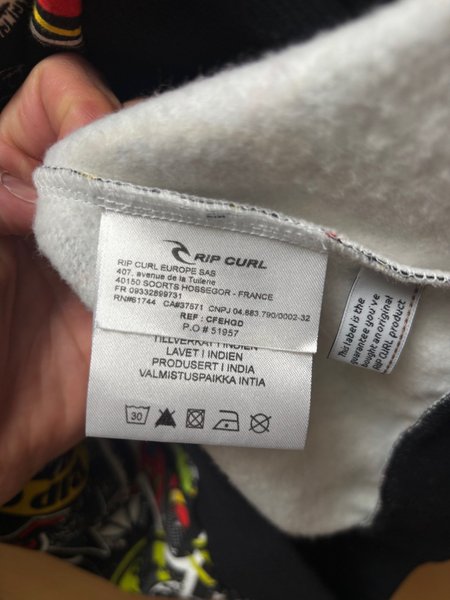 RIP CURL
RIP CURL EUROPE SAS
407, avenue de la Tuilerie
40150 SOORTS HOSSEGOR - FRANCE
FR 09332899731
RN#61744 CA#37871 CNPJ 04.883.790/0002-32
REF : CFEHGD
P.O # 51957
TILLVERKAT I INDIEN
LAVET I INDIEN
PRODUSERT I INDIA
VALMISTUSPAIKKA INTIA
30
This label is the
guarantee you've
bought an original
RIP CURL product